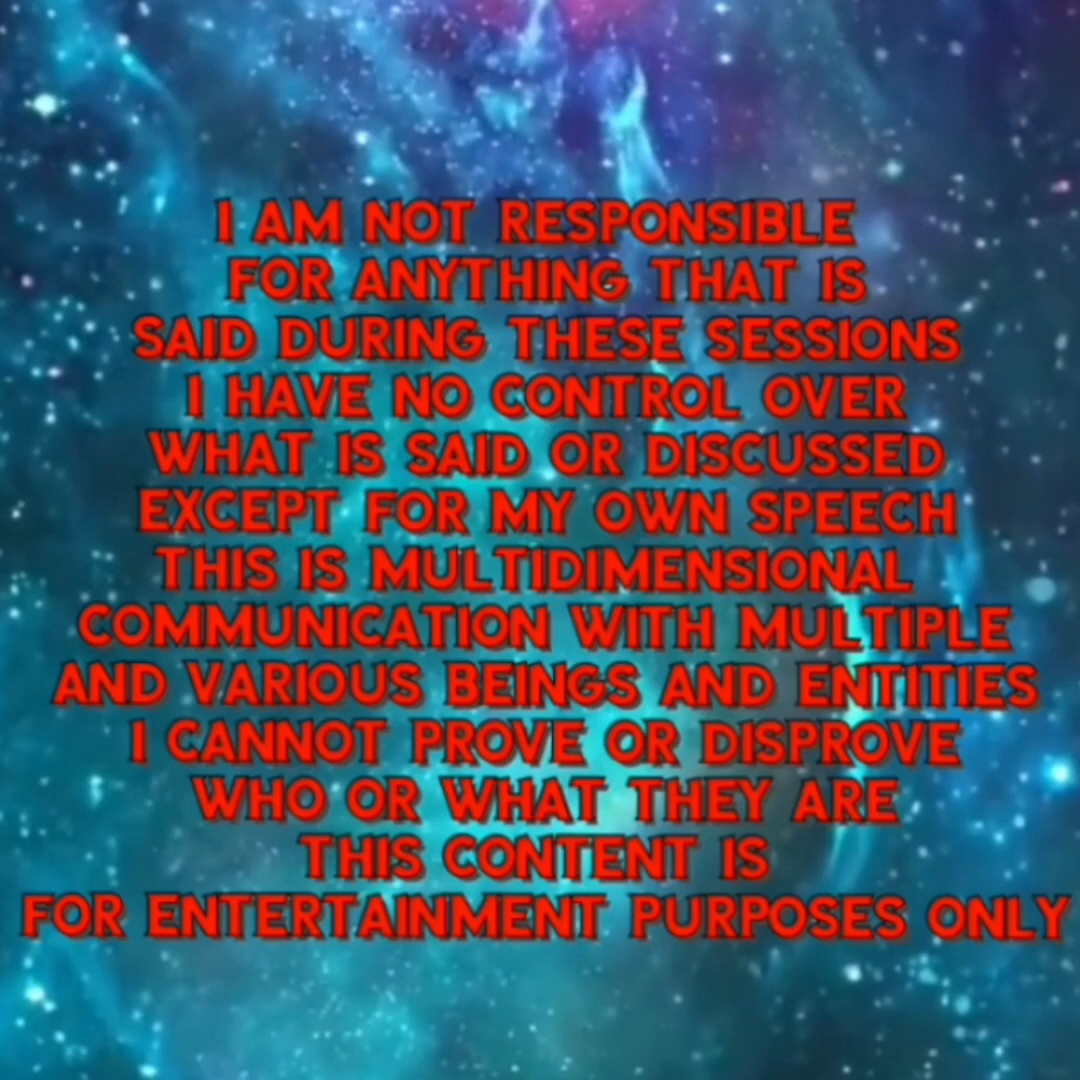 I AM NOT RESPONSIBLE
FOR ANYTHING THAT IS
SAID DURING THESE SESSIONS
I HAVE NO CONTROL OVER
WHAT IS SAID OR DISCUSSED
EXCEPT FOR MY OWN SPEECH
THIS IS MULTIDIMENSIONAL
COMMUNICATION WITH MULTIPLE
AND VARIOUS BEINGS AND ENTITIES
I CANNOT PROVE OR DISPROVE
WHO OR WHAT THEY ARE
THIS CONTENT IS
FOR ENTERTAINMENT PURPOSES ONLY